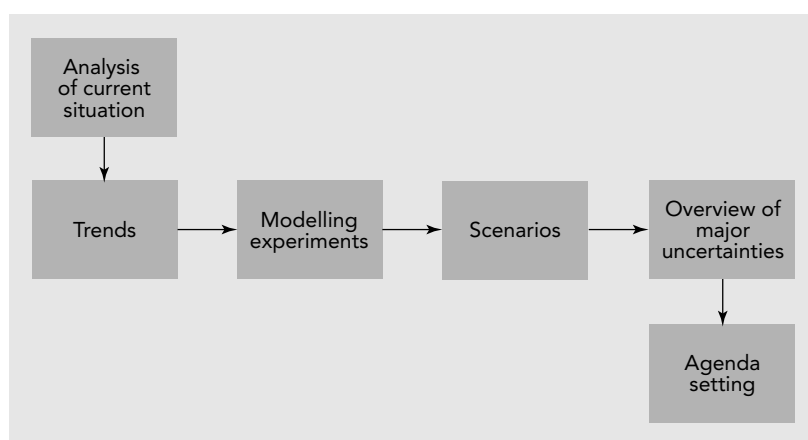 Analysis
of current
situation
Trends
Modelling
experiments
Scenarios
Overview of
major
uncertainties
Agenda
setting